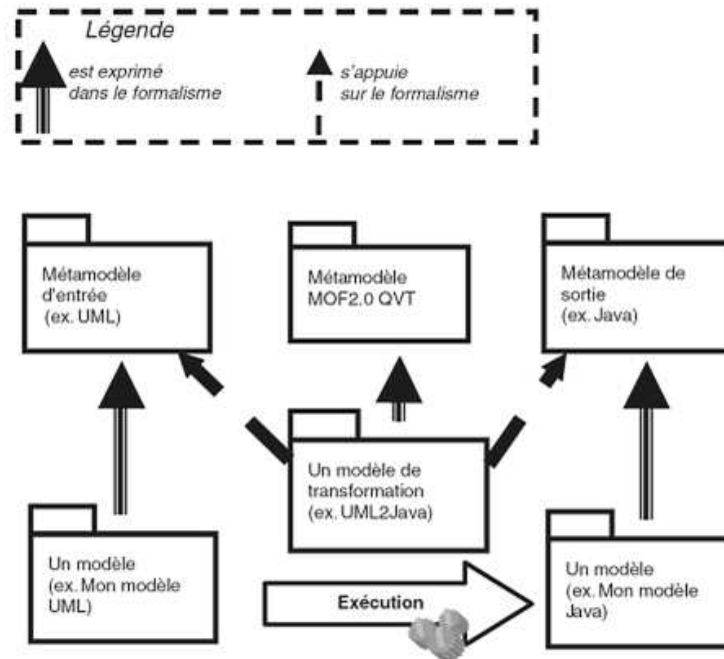 Légende
est exprimé
dans le formalisme
s'appuie
sur le formalisme
Métamodèle
d'entrée
(ex. UML)
Métamodèle
MOF2.0 QVT
Métamodèle de
sortie
(ex. Java)
Un modèle de
transformation
(ex. UML2Java)
Un modèle
(ex. Mon modèle
UML)
Exécution
Un modèle
(ex. Mon modèle
Java)